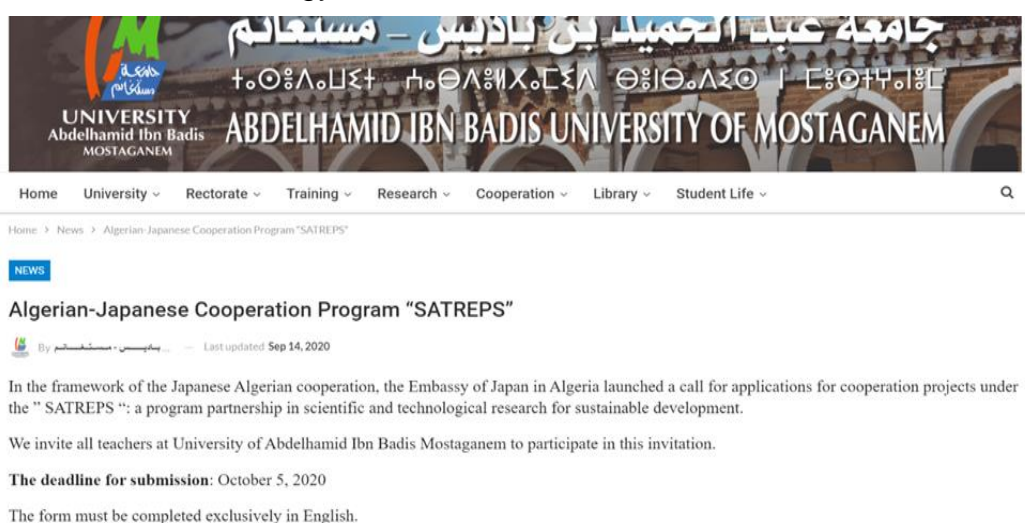 جامعة عبد الحميد بن باديس – مستغانم
جامعة
مستغانم
UNIVERSITY
Abdelhamid Ibn Badis
MOSTAGANEM
ABDELHAMID IBN BADIS UNIVERSITY OF MOSTAGANEM
Home University Rectorate Training Research Cooperation Library Student Life
Home > News > Algerian-Japanese Cooperation Program "SATREPS"
NEWS
Algerian-Japanese Cooperation Program “SATREPS”
By ...باديس - مستغانم — Last updated Sep 14, 2020
In the framework of the Japanese Algerian cooperation, the Embassy of Japan in Algeria launched a call for applications for cooperation projects under
the ” SATREPS “: a program partnership in scientific and technological research for sustainable development.
We invite all teachers at University of Abdelhamid Ibn Badis Mostaganem to participate in this invitation.
The deadline for submission: October 5, 2020
The form must be completed exclusively in English.